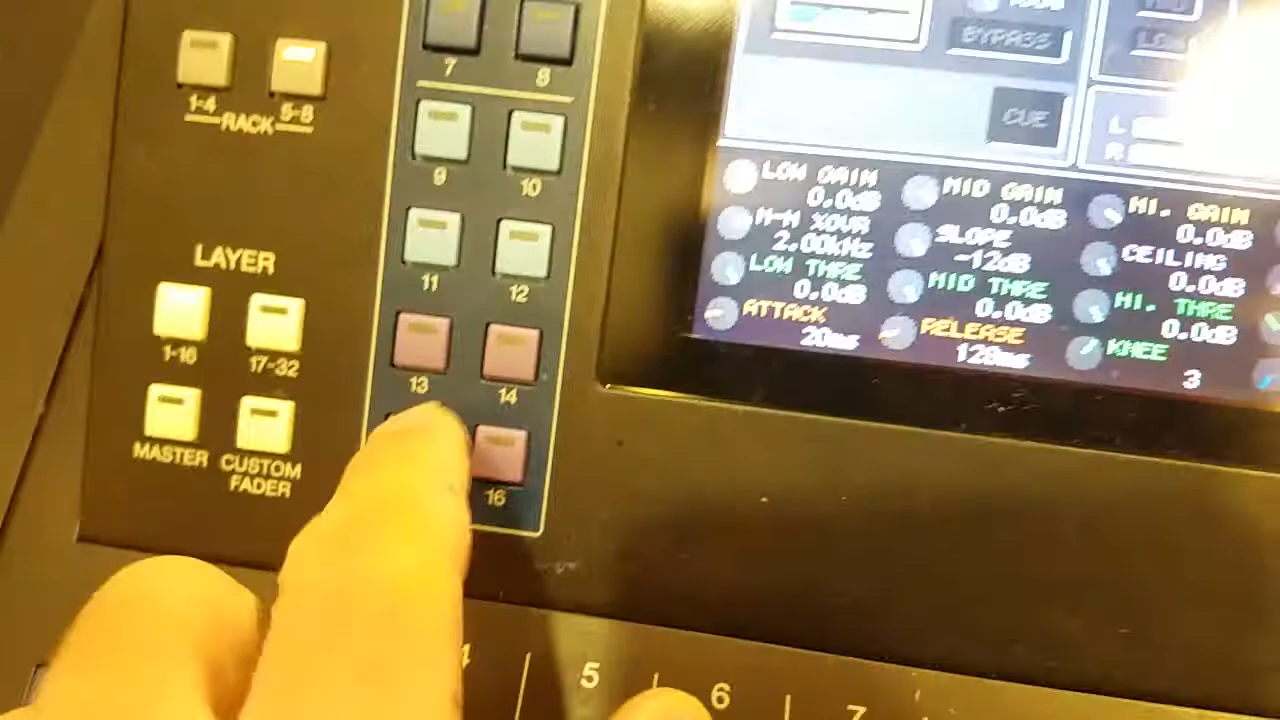 7 8
1-4 RACK 5-8
9 10
LAYER
11 12
1-16 17-32
13 14
MASTER CUSTOM FADER
16
5 6 7
BYPASS
CUE
L
R
LOW GAIN MID GAIN HI. GAIN
0.0dB 0.0dB 0.0dB
M-H XOVR SLOPE CEILING
2.00kHz -12dB 0.0dB
LOW THRE MID THRE HI. THRE
0.0dB 0.0dB 0.0dB
ATTACK RELEASE KNEE
20ms 120ms 3